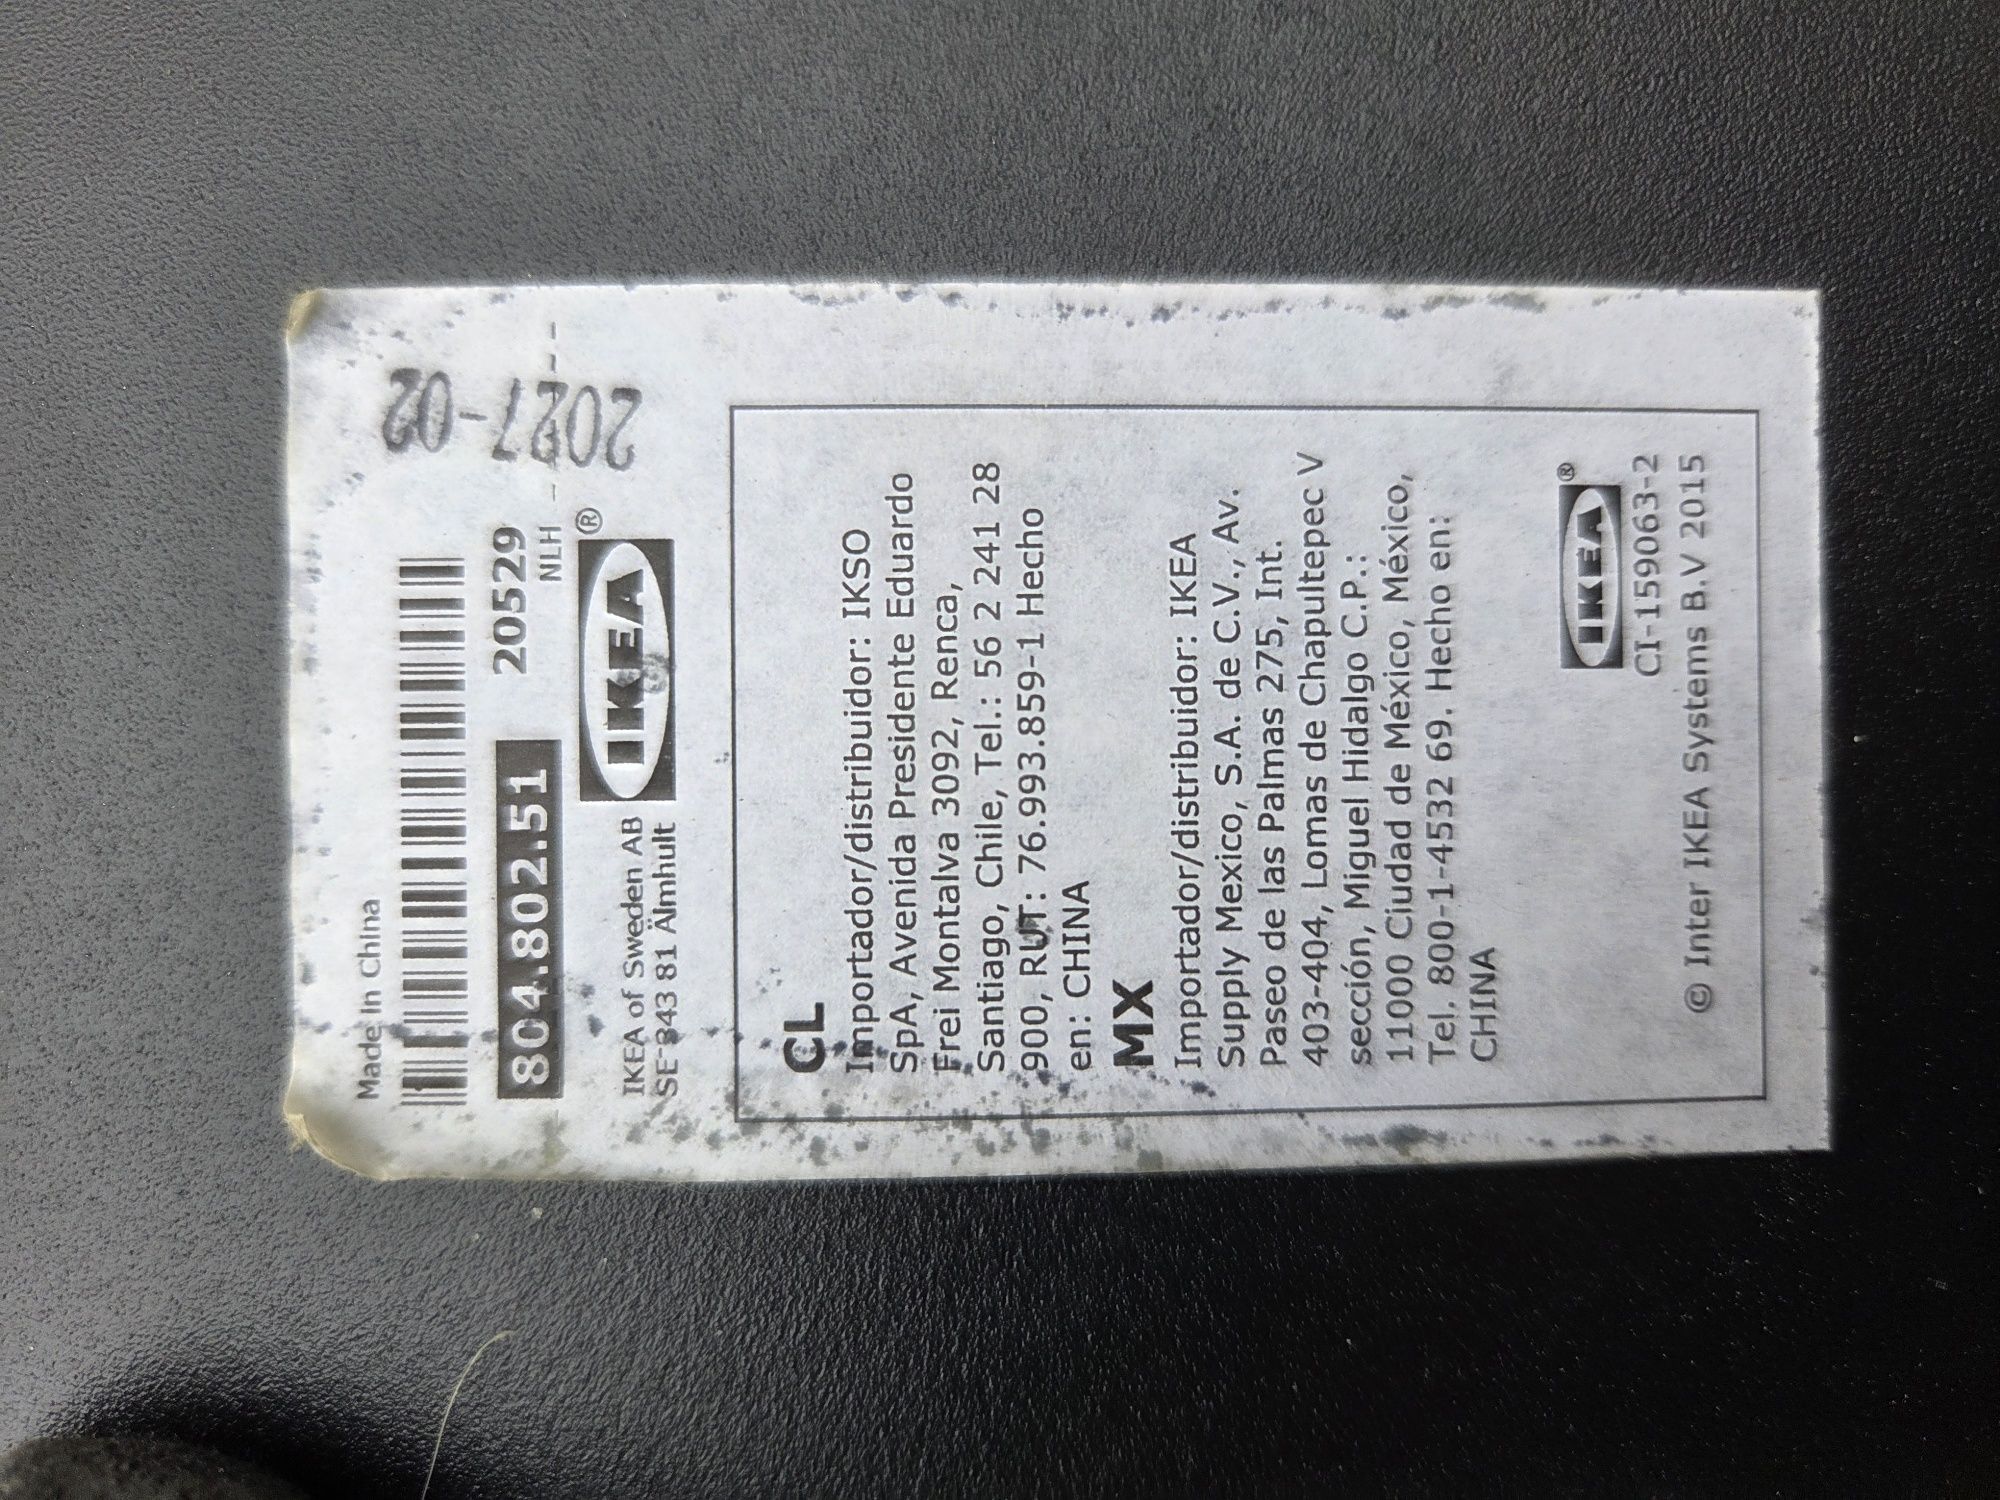 Made In China
804.802.51
20529
NLH
2027-02
IKEA of Sweden AB
SE-343 81 Älmhult
IKEA®
CL
Importador/distribuidor: IKSO
SpA, Avenida Presidente Eduardo
Frei Montalva 3092, Renca,
Santiago, Chile, Tel.: 56 2 241 28
900, RUT: 76.993.859-1 Hecho
en: CHINA
MX
Importador/distribuidor: IKEA
Supply Mexico, S.A. de C.V., Av.
Paseo de las Palmas 275, Int.
403-404, Lomas de Chapultepec V
sección, Miguel Hidalgo C.P.:
11000 Ciudad de México, México,
Tel. 800-1-4532 69. Hecho en:
CHINA
IKEA®
CI-159063-2
© Inter IKEA Systems B.V 2015